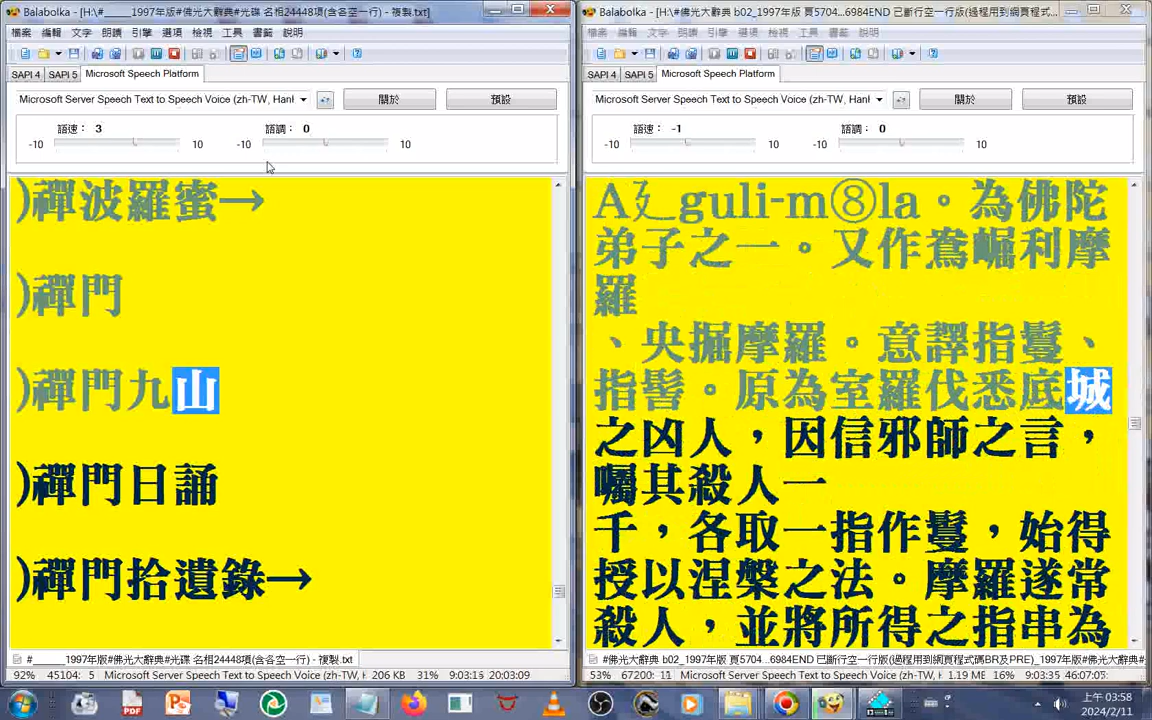 Balabolka - [H:\#_____1997年版#佛光大辭典#光碟 名相24448項(含各空一行) - 複製.txt]
檔案 編輯 文字 朗讀 引擎 選項 檢視 工具 書籤 說明
SAPI 4 SAPI 5 Microsoft Speech Platform
Microsoft Server Speech Text to Speech Voice (zh-TW, Hanl 關於 預設
語速： 3 語調： 0
-10 10 -10 10
)禪波羅蜜→
)禪門
)禪門九山
)禪門日誦
)禪門拾遺錄→
#_____1997年版#佛光大辭典#光碟 名相24448項(含各空一行) - 複製.txt
92% 45104: 5 Microsoft Server Speech Text to Speech Voice (zh-TW, H 206 KB 31% 9:03:16 20:03:09
Balabolka - [H:\#佛光大辭典 b02_1997年版 頁5704...6984END 已斷行空一行版(過程用到網頁程式...
檔案 編輯 文字 朗讀 引擎 選項 檢視 工具 書籤 說明
SAPI 4 SAPI 5 Microsoft Speech Platform
Microsoft Server Speech Text to Speech Voice (zh-TW, Hanl 關於 預設
語速： -1 語調： 0
-10 10 -10 10
A廴guli-m⑧la。為佛陀
弟子之一。又作鴦崛利摩
羅
、央掘摩羅。意譯指鬘、
指髻。原為室羅伐悉底城
之凶人，因信邪師之言，
囑其殺人一
千，各取一指作鬘，始得
授以涅槃之法。摩羅遂常
殺人，並將所得之指串為
#佛光大辭典 b02_1997年版 頁5704...6984END 已斷行空一行版(過程用到網頁程式碼BR及PRE)_1997年版#佛光大辭典#
53% 67200: 11 Microsoft Server Speech Text to Speech Voice (zh-TW, H 1.19 MB 16% 9:03:35 46:07:05
上午 03:58
2024/2/11